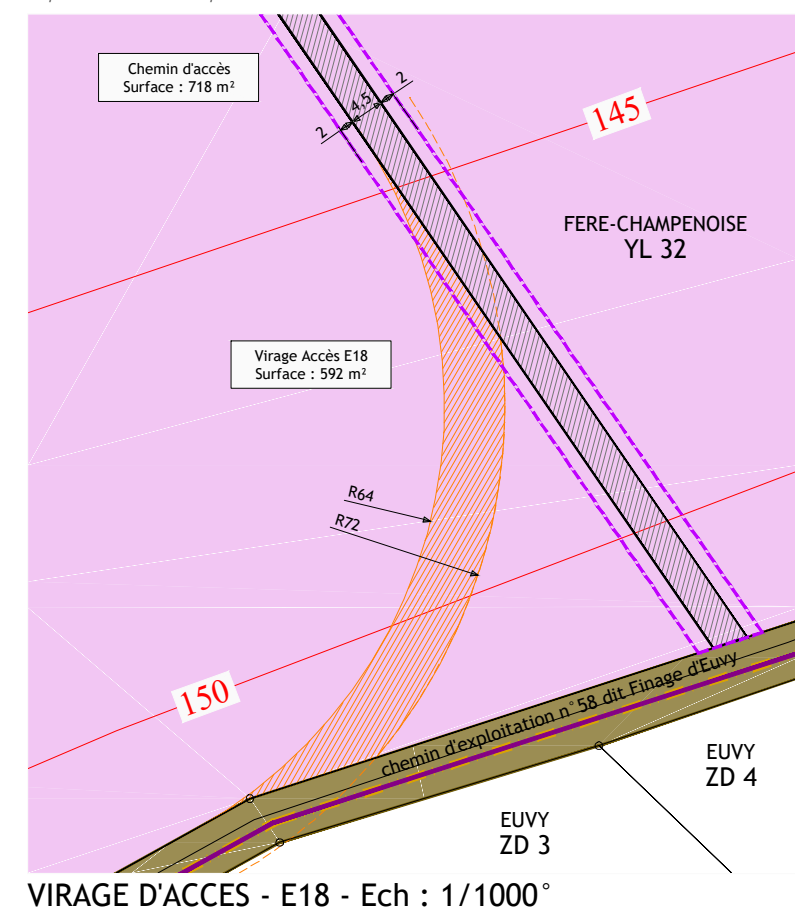 Chemin d'accès
Surface : 718 m²
2
4,5
2
145
FERE-CHAMPENOISE
YL 32
Virage Accès E18
Surface : 592 m²
R64
R72
150
chemin d'exploitation n°58 dit Finage d'Euvy
EUVY
ZD 4
EUVY
ZD 3
VIRAGE D'ACCES - E18 - Ech : 1/1000°